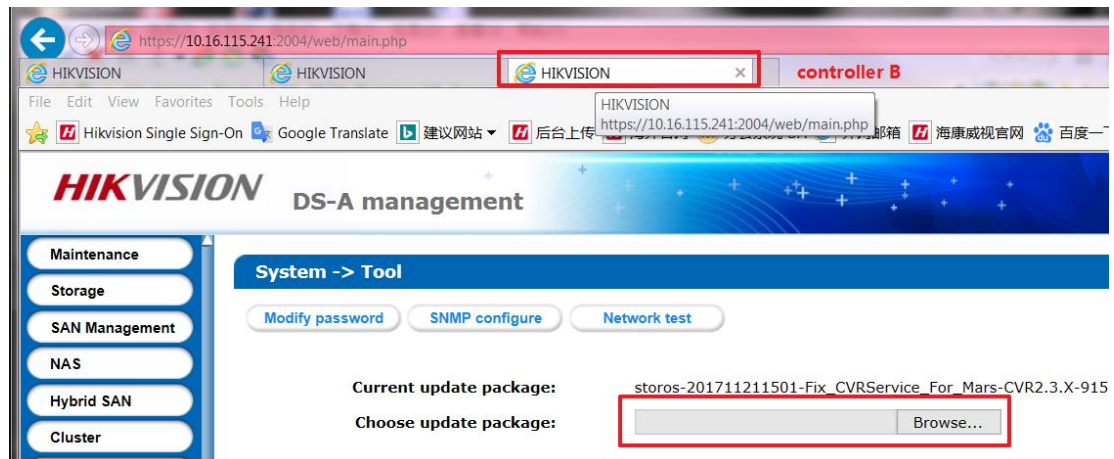 https://10.16.115.241:2004/web/main.php
HIKVISION HIKVISION HIKVISION × controller B
File Edit View Favorites Tools Help
HIKVISION
https://10.16.115.241:2004/web/main.php
Hikvision Single Sign-On Google Translate 建议网站 后台上传 邮箱 海康威视官网 百度一下
HIKVISION DS-A management
Maintenance
System -> Tool
Storage
Modify password SNMP configure Network test
SAN Management
NAS
Current update package: storos-201711211501-Fix_CVRService_For_Mars-CVR2.3.X-915
Hybrid SAN
Choose update package: Browse...
Cluster